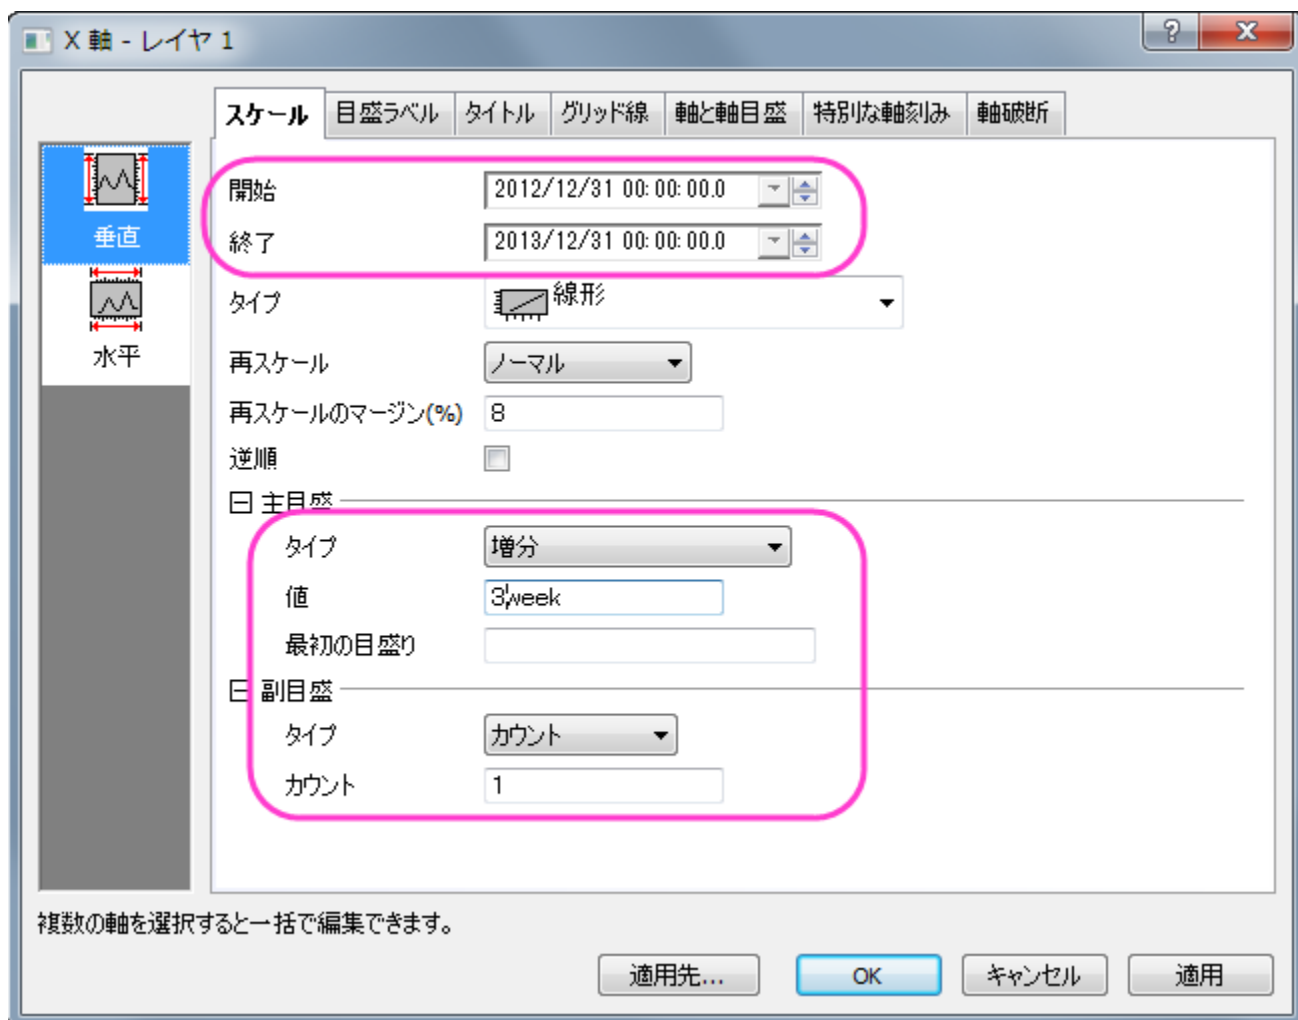 X 軸 - レイヤ 1
スケール 目盛ラベル タイトル グリッド線 軸と軸目盛 特別な軸刻み 軸破断
垂直
水平
開始 2012/12/31 00:00:00.0
終了 2013/12/31 00:00:00.0
タイプ 線形
再スケール ノーマル
再スケールのマージン(%) 8
逆順
主目盛
タイプ 増分
値 3week
最初の目盛り
副目盛
タイプ カウント
カウント 1
複数の軸を選択すると一括で編集できます。
適用先... OK キャンセル 適用